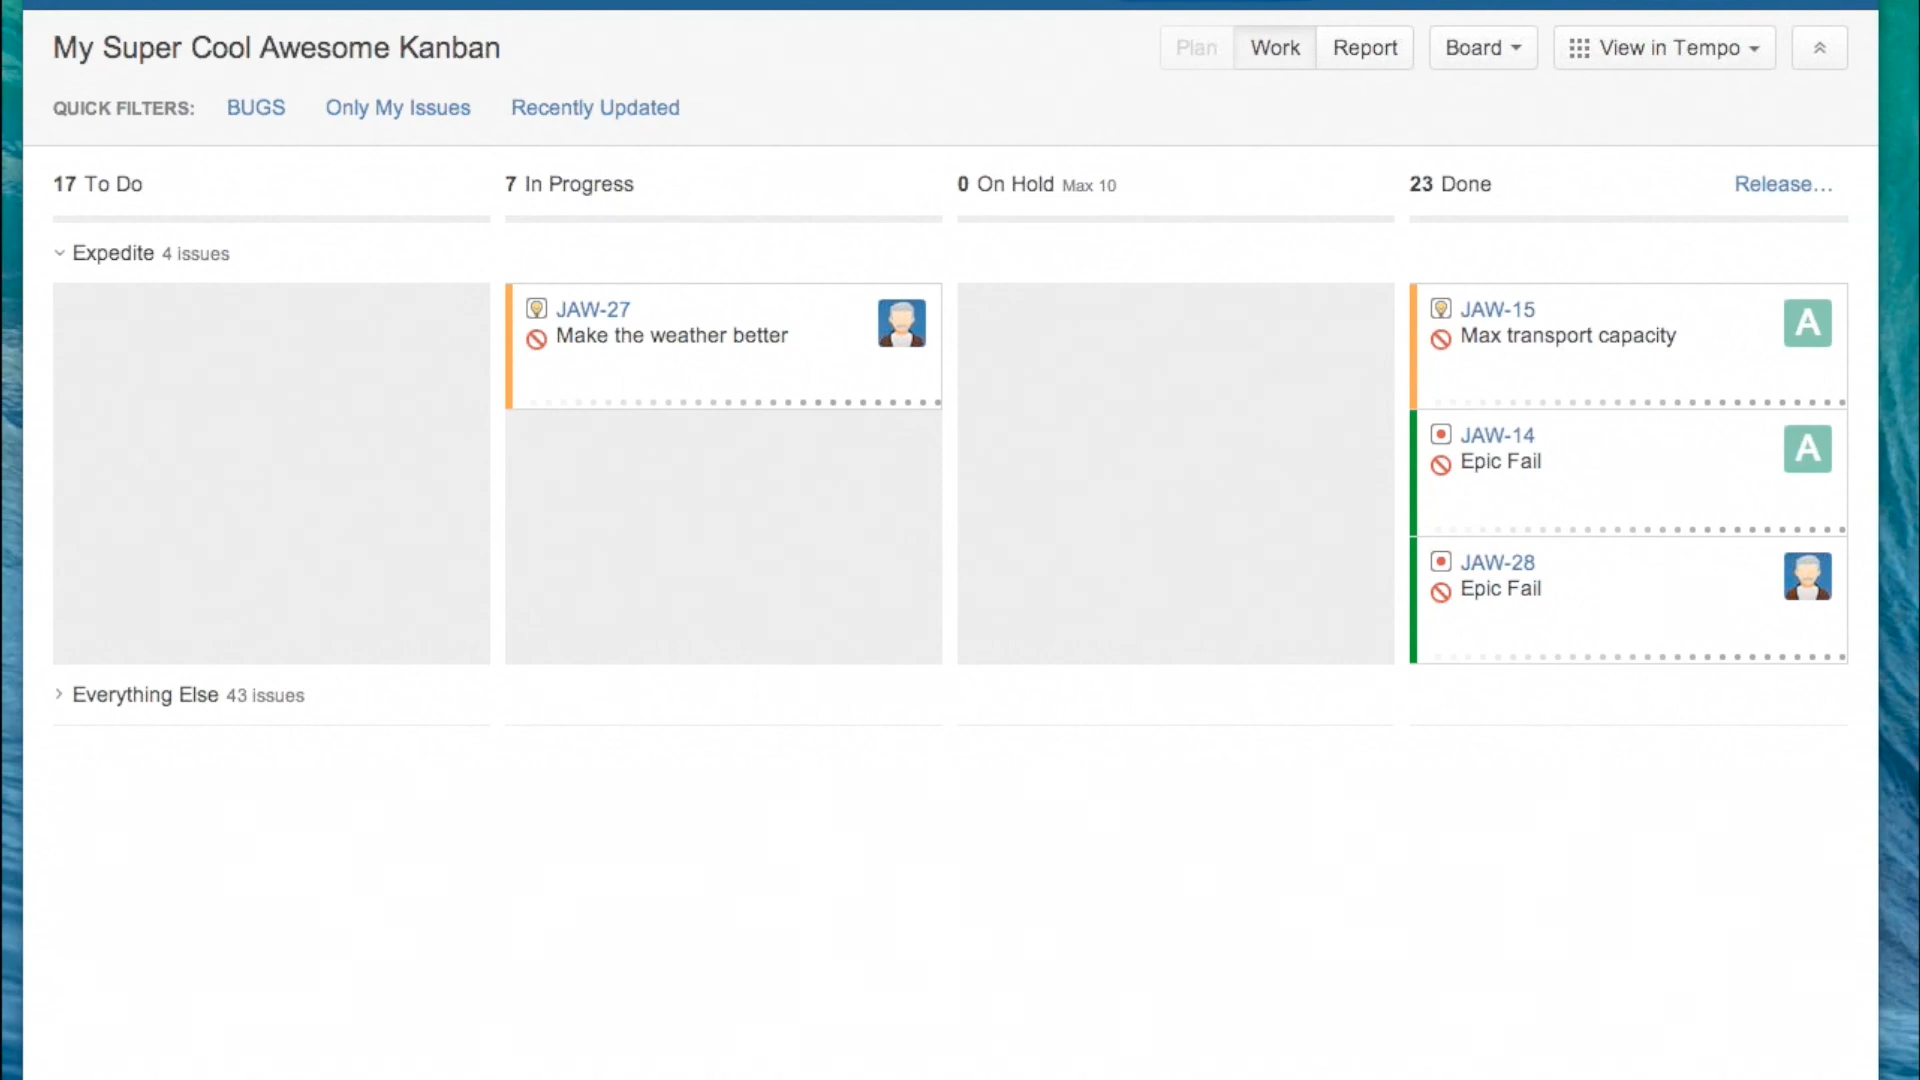 My Super Cool Awesome Kanban
Plan Work Report Board View in Tempo
QUICK FILTERS: BUGS Only My Issues Recently Updated
17 To Do 7 In Progress 0 On Hold Max 10 23 Done Release...
Expedite 4 issues
JAW-27
Make the weather better
JAW-15
Max transport capacity
A
JAW-14
Epic Fail
A
JAW-28
Epic Fail
Everything Else 43 issues